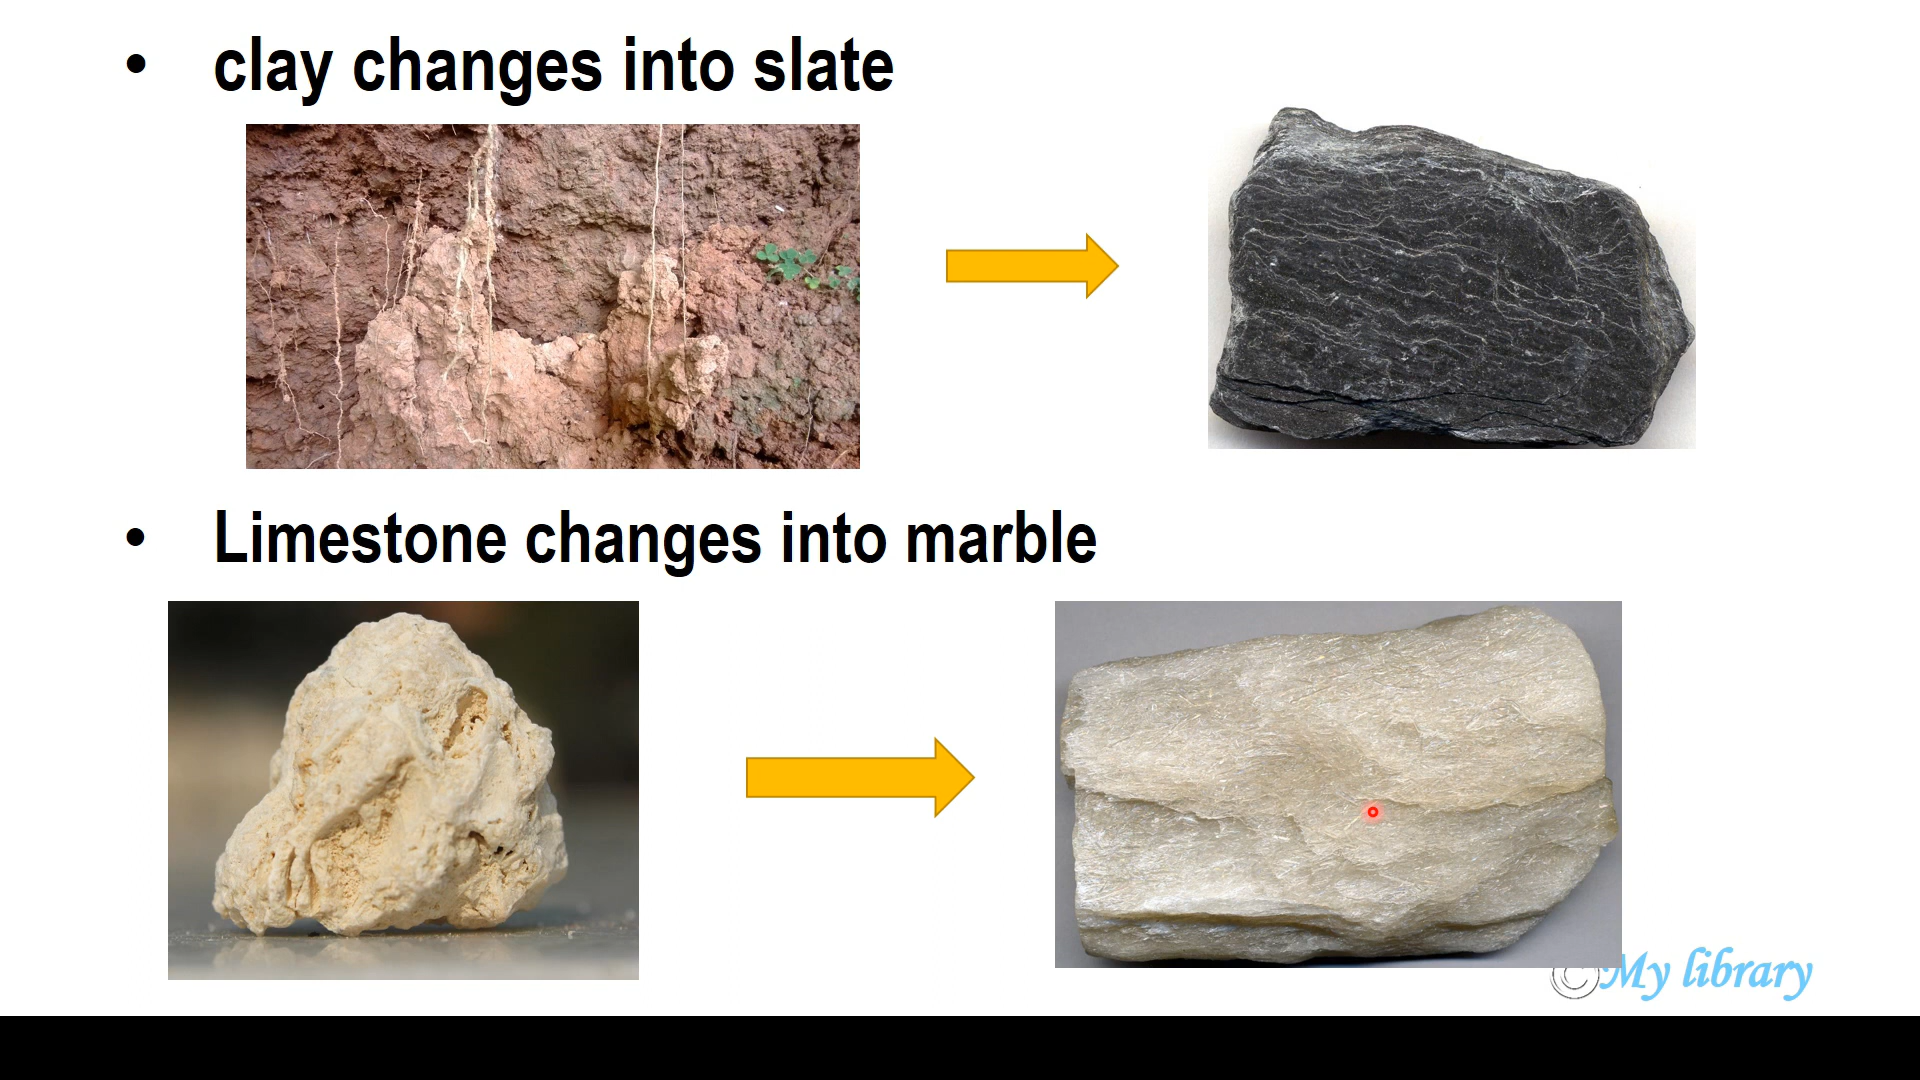 • clay changes into slate
• Limestone changes into marble
© My library